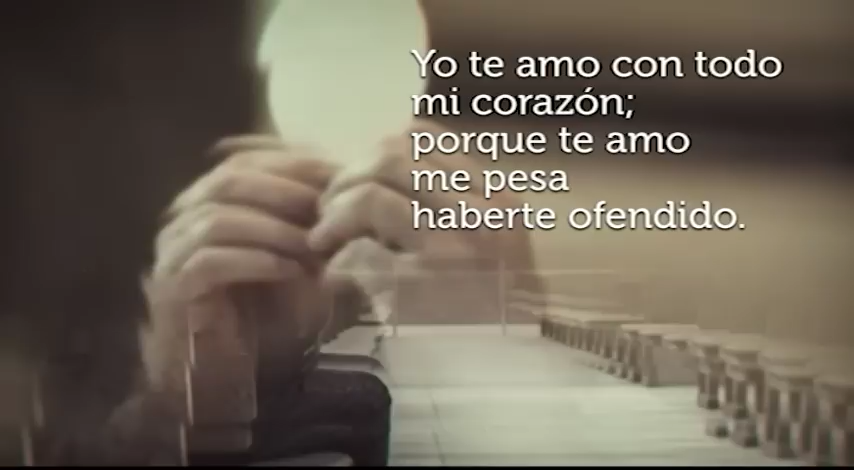 Yo te amo con todo
mi corazón;
porque te amo
me pesa
haberte ofendido.